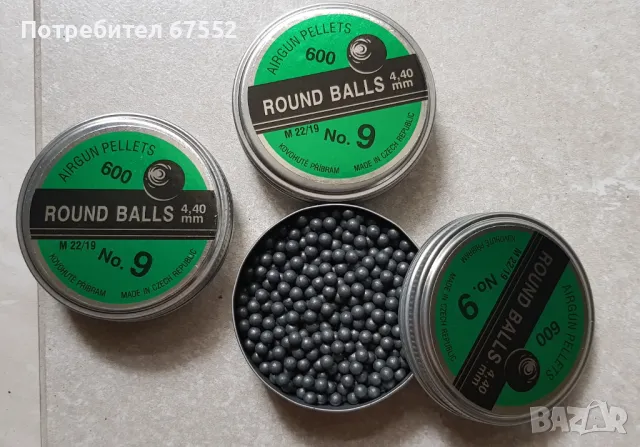 Потребител 67552
AIRGUN PELLETS
600
ROUND BALLS 4,40 mm
M 22/19 No. 9
KOVOHUTĚ PŘÍBRAM MADE IN CZECH REPUBLIC
AIRGUN PELLETS
600
ROUND BALLS 4,40 mm
M 22/19 No. 9
KOVOHUTĚ PŘÍBRAM MADE IN CZECH REPUBLIC
AIRGUN PELLETS
600
ROUND BALLS 4,40 mm
M 22/19 No. 9
KOVOHUTĚ PŘÍBRAM MADE IN CZECH REPUBLIC
BAZAR